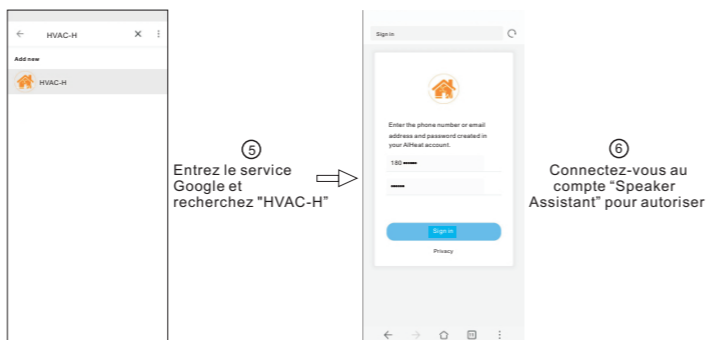 HVAC-H
Add new
HVAC-H
⑤
Entrez le service
Google et
recherchez "HVAC-H"
Sign in
Enter the phone number or email
address and password created in
your AIHeat account.
180
Sign in
Privacy
⑥
Connectez-vous au
compte “Speaker
Assistant” pour autoriser